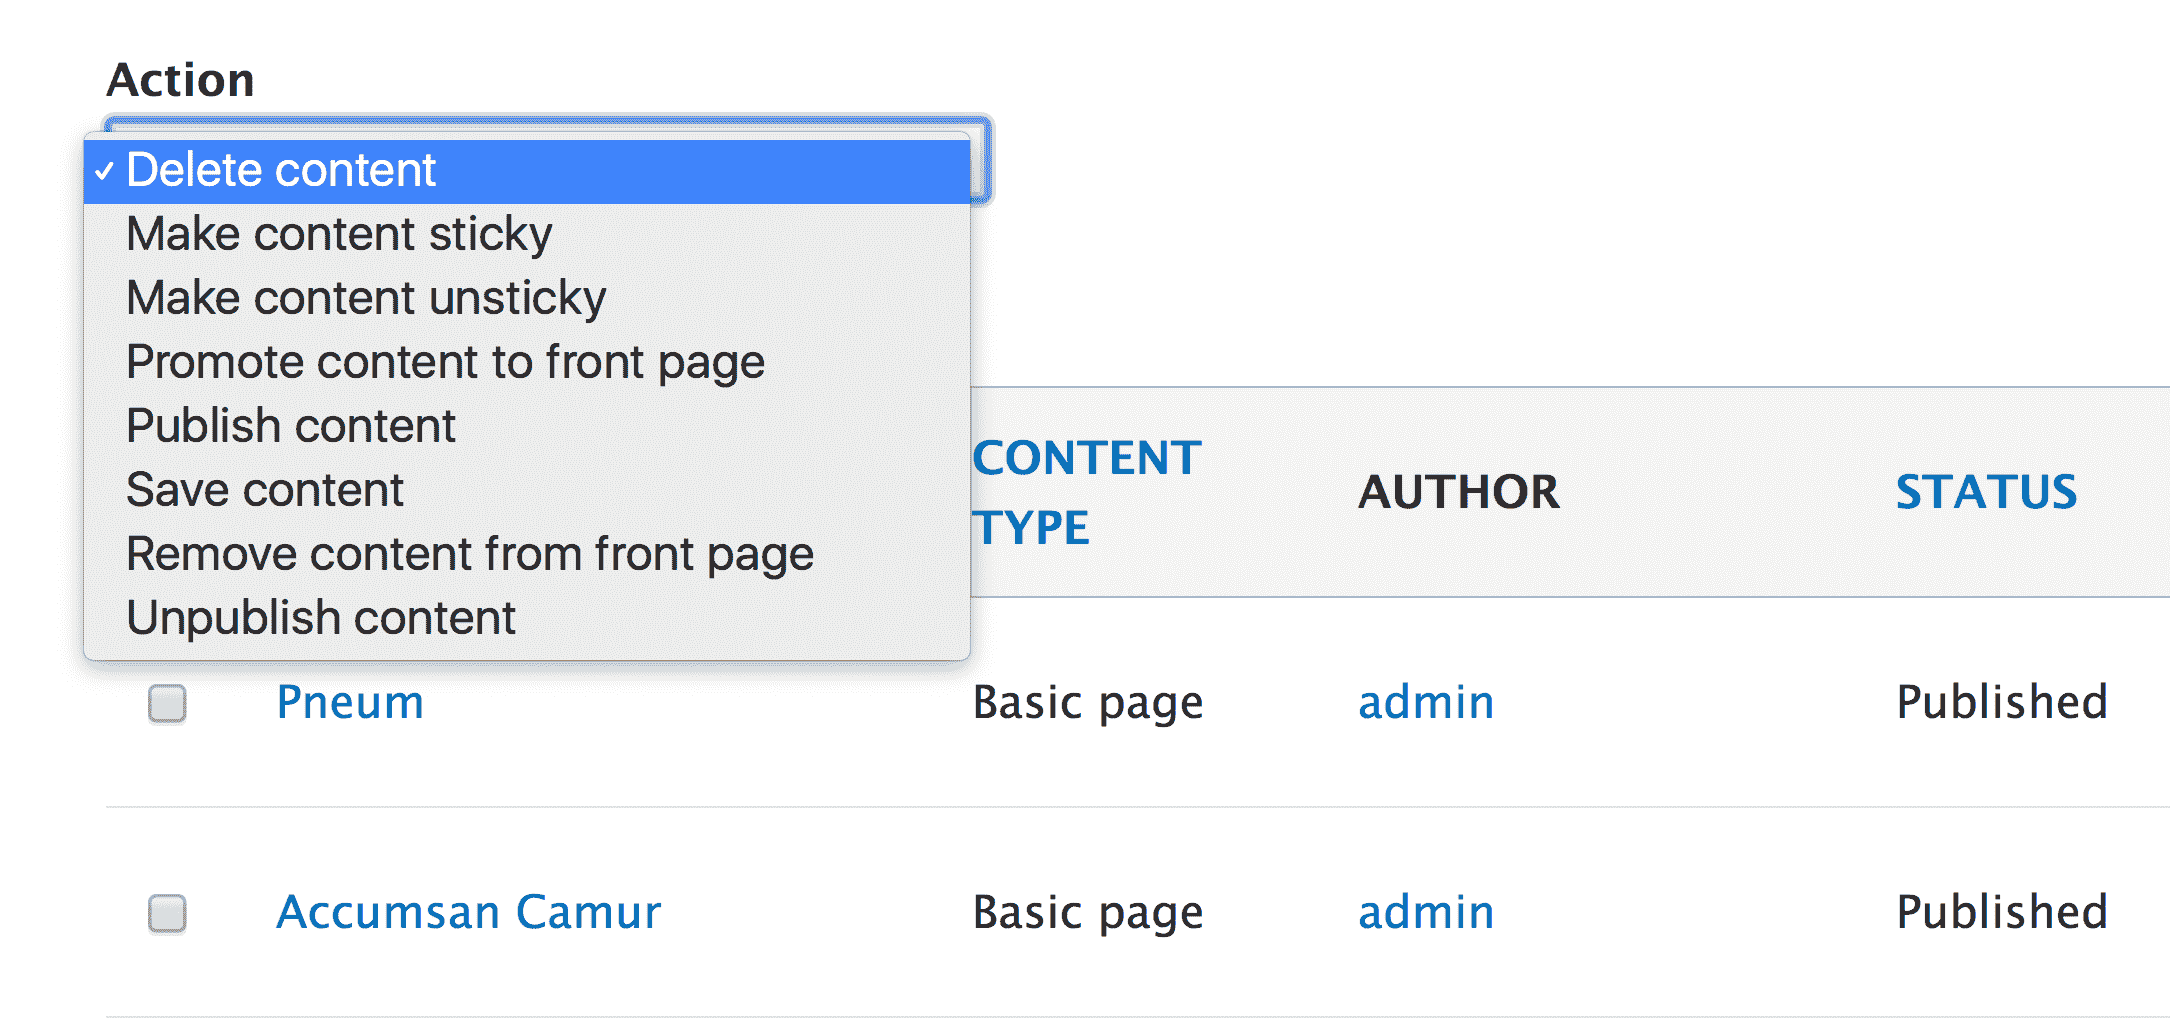 Action
✓ Delete content
Make content sticky
Make content unsticky
Promote content to front page
Publish content
Save content
Remove content from front page
Unpublish content
CONTENT
TYPE
AUTHOR
STATUS
Pneum
Basic page
admin
Published
Accumsan Camur
Basic page
admin
Published